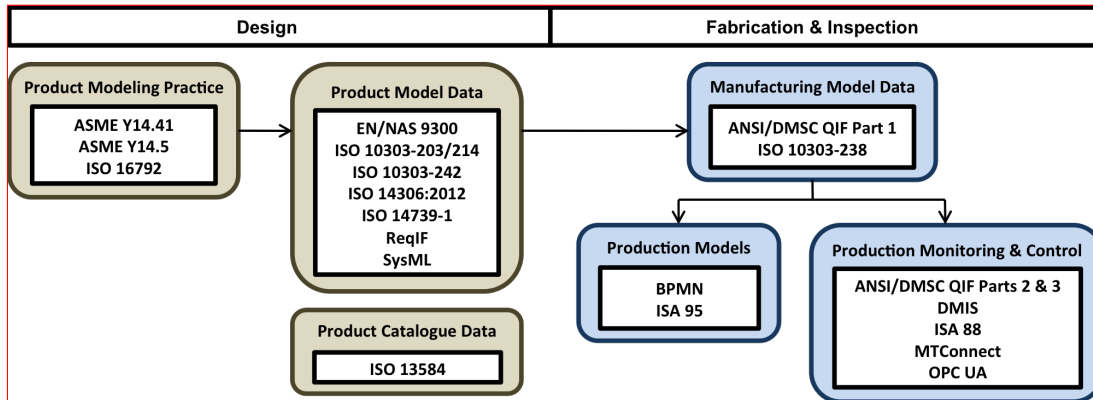 Design
Fabrication & Inspection
Product Modeling Practice
ASME Y14.41
ASME Y14.5
ISO 16792
Product Model Data
EN/NAS 9300
ISO 10303-203/214
ISO 10303-242
ISO 14306:2012
ISO 14739-1
ReqIF
SysML
Product Catalogue Data
ISO 13584
Manufacturing Model Data
ANSI/DMSC QIF Part 1
ISO 10303-238
Production Models
BPMN
ISA 95
Production Monitoring & Control
ANSI/DMSC QIF Parts 2 & 3
DMIS
ISA 88
MTConnect
OPC UA